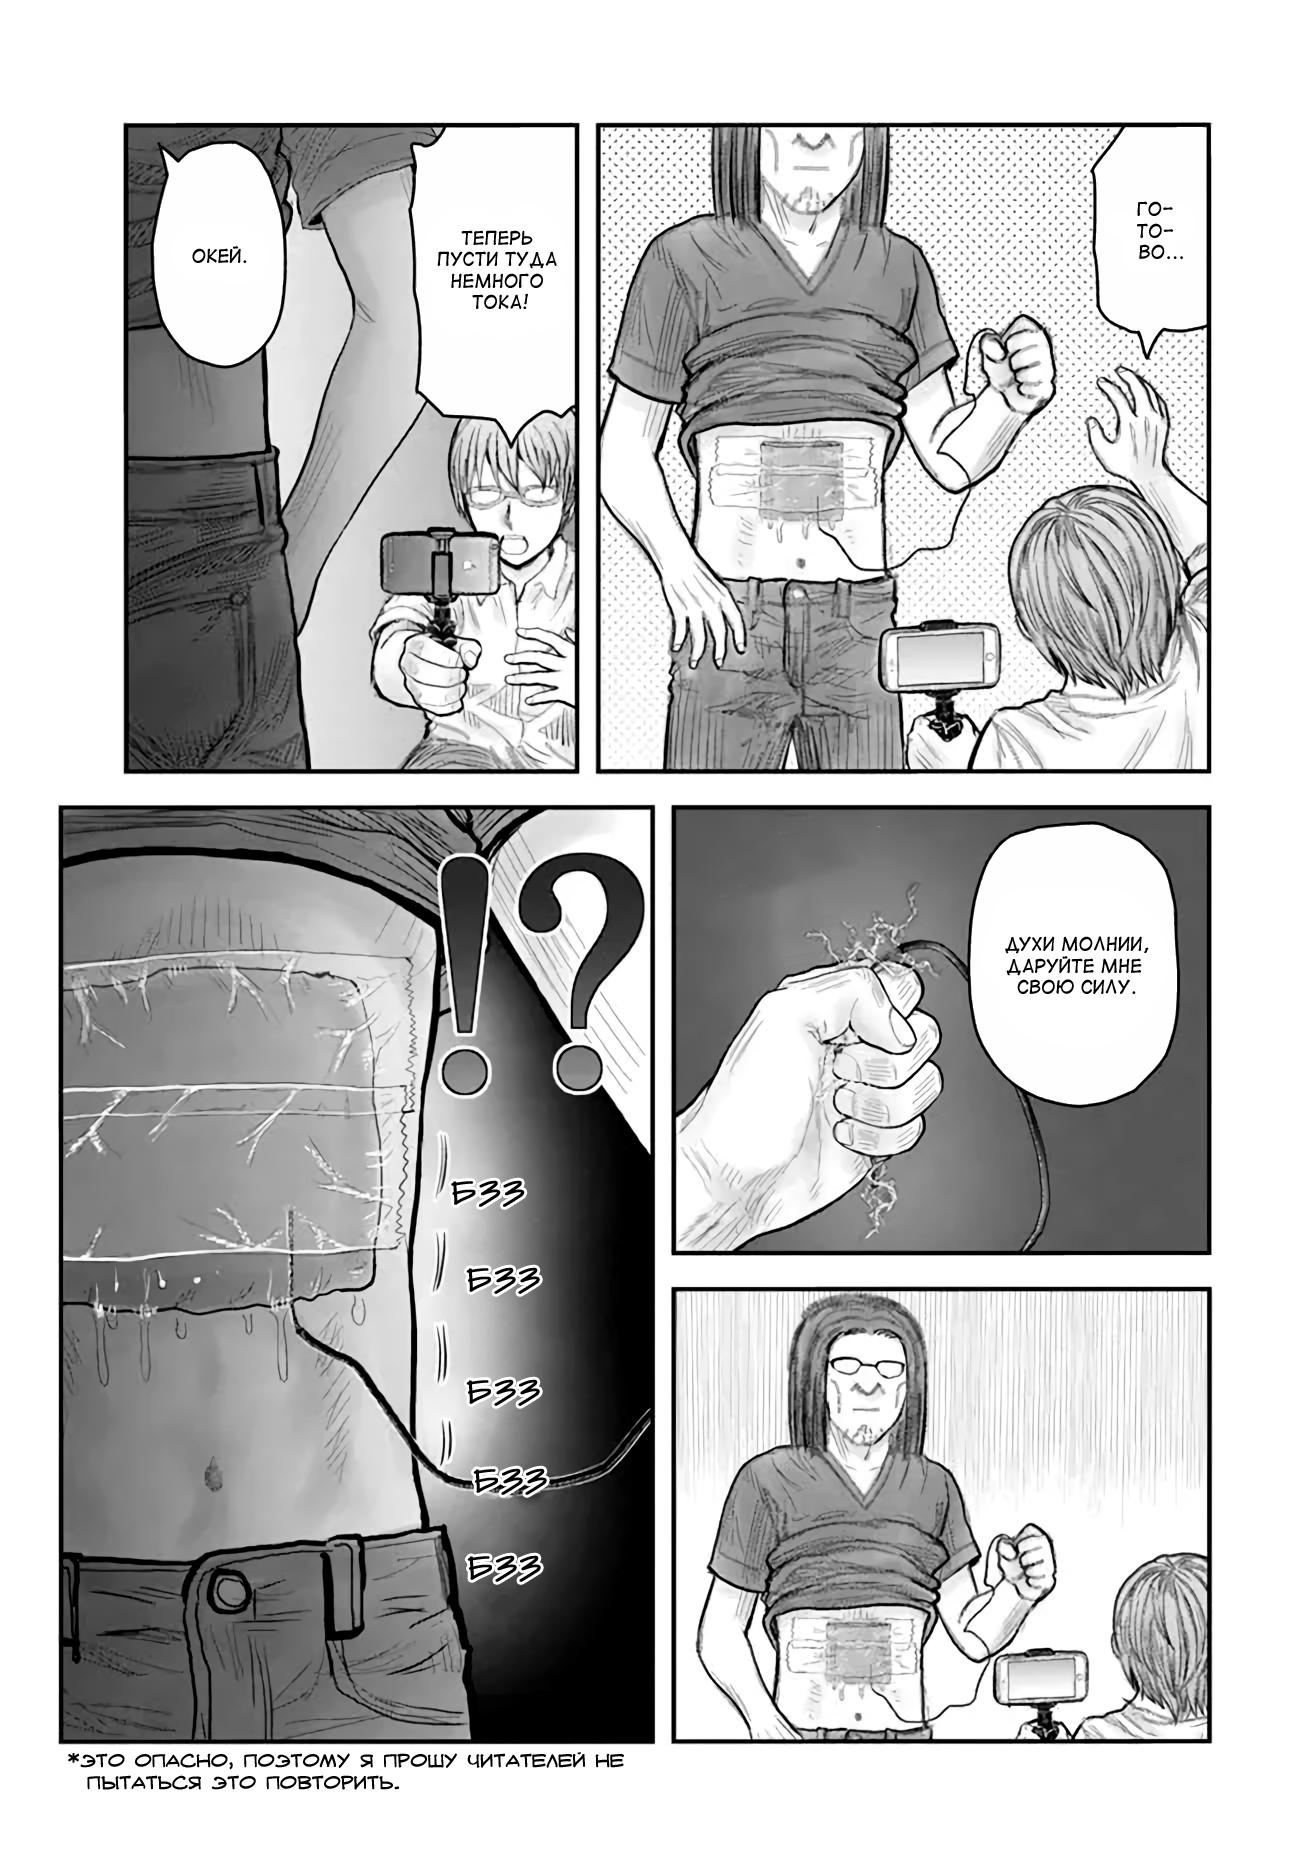 ГО-
ТО-
ВО...
ТЕПЕРЬ
ПУСТИ ТУДА
НЕМНОГО
ТОКА!
ОКЕЙ.
ДУХИ МОЛНИИ,
ДАРУЙТЕ МНЕ
СВОЮ СИЛУ.
!?
БЗЗ
БЗЗ
БЗЗ
БЗЗ
БЗЗ
*ЭТО ОПАСНО, ПОЭТОМУ Я ПРОШУ ЧИТАТЕЛЕЙ НЕ
ПЫТАТЬСЯ ЭТО ПОВТОРИТЬ.